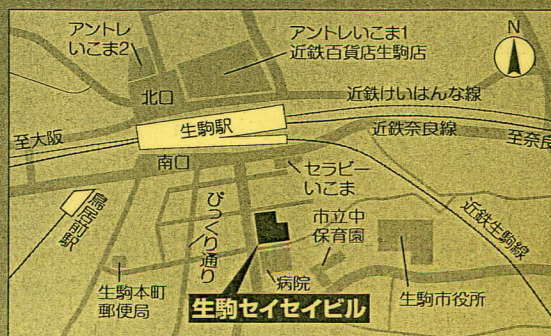 アントレ
いこま2
アントレいこま1
近鉄百貨店生駒店
N
北口
近鉄けいはんな線
生駒駅
近鉄奈良線
至大阪
至奈良
南口
セラビー
いこま
鳥居前駅
ぴっくり通り
市立中
保育園
近鉄生駒線
生駒本町
郵便局
病院
生駒市役所
生駒セイセイビル